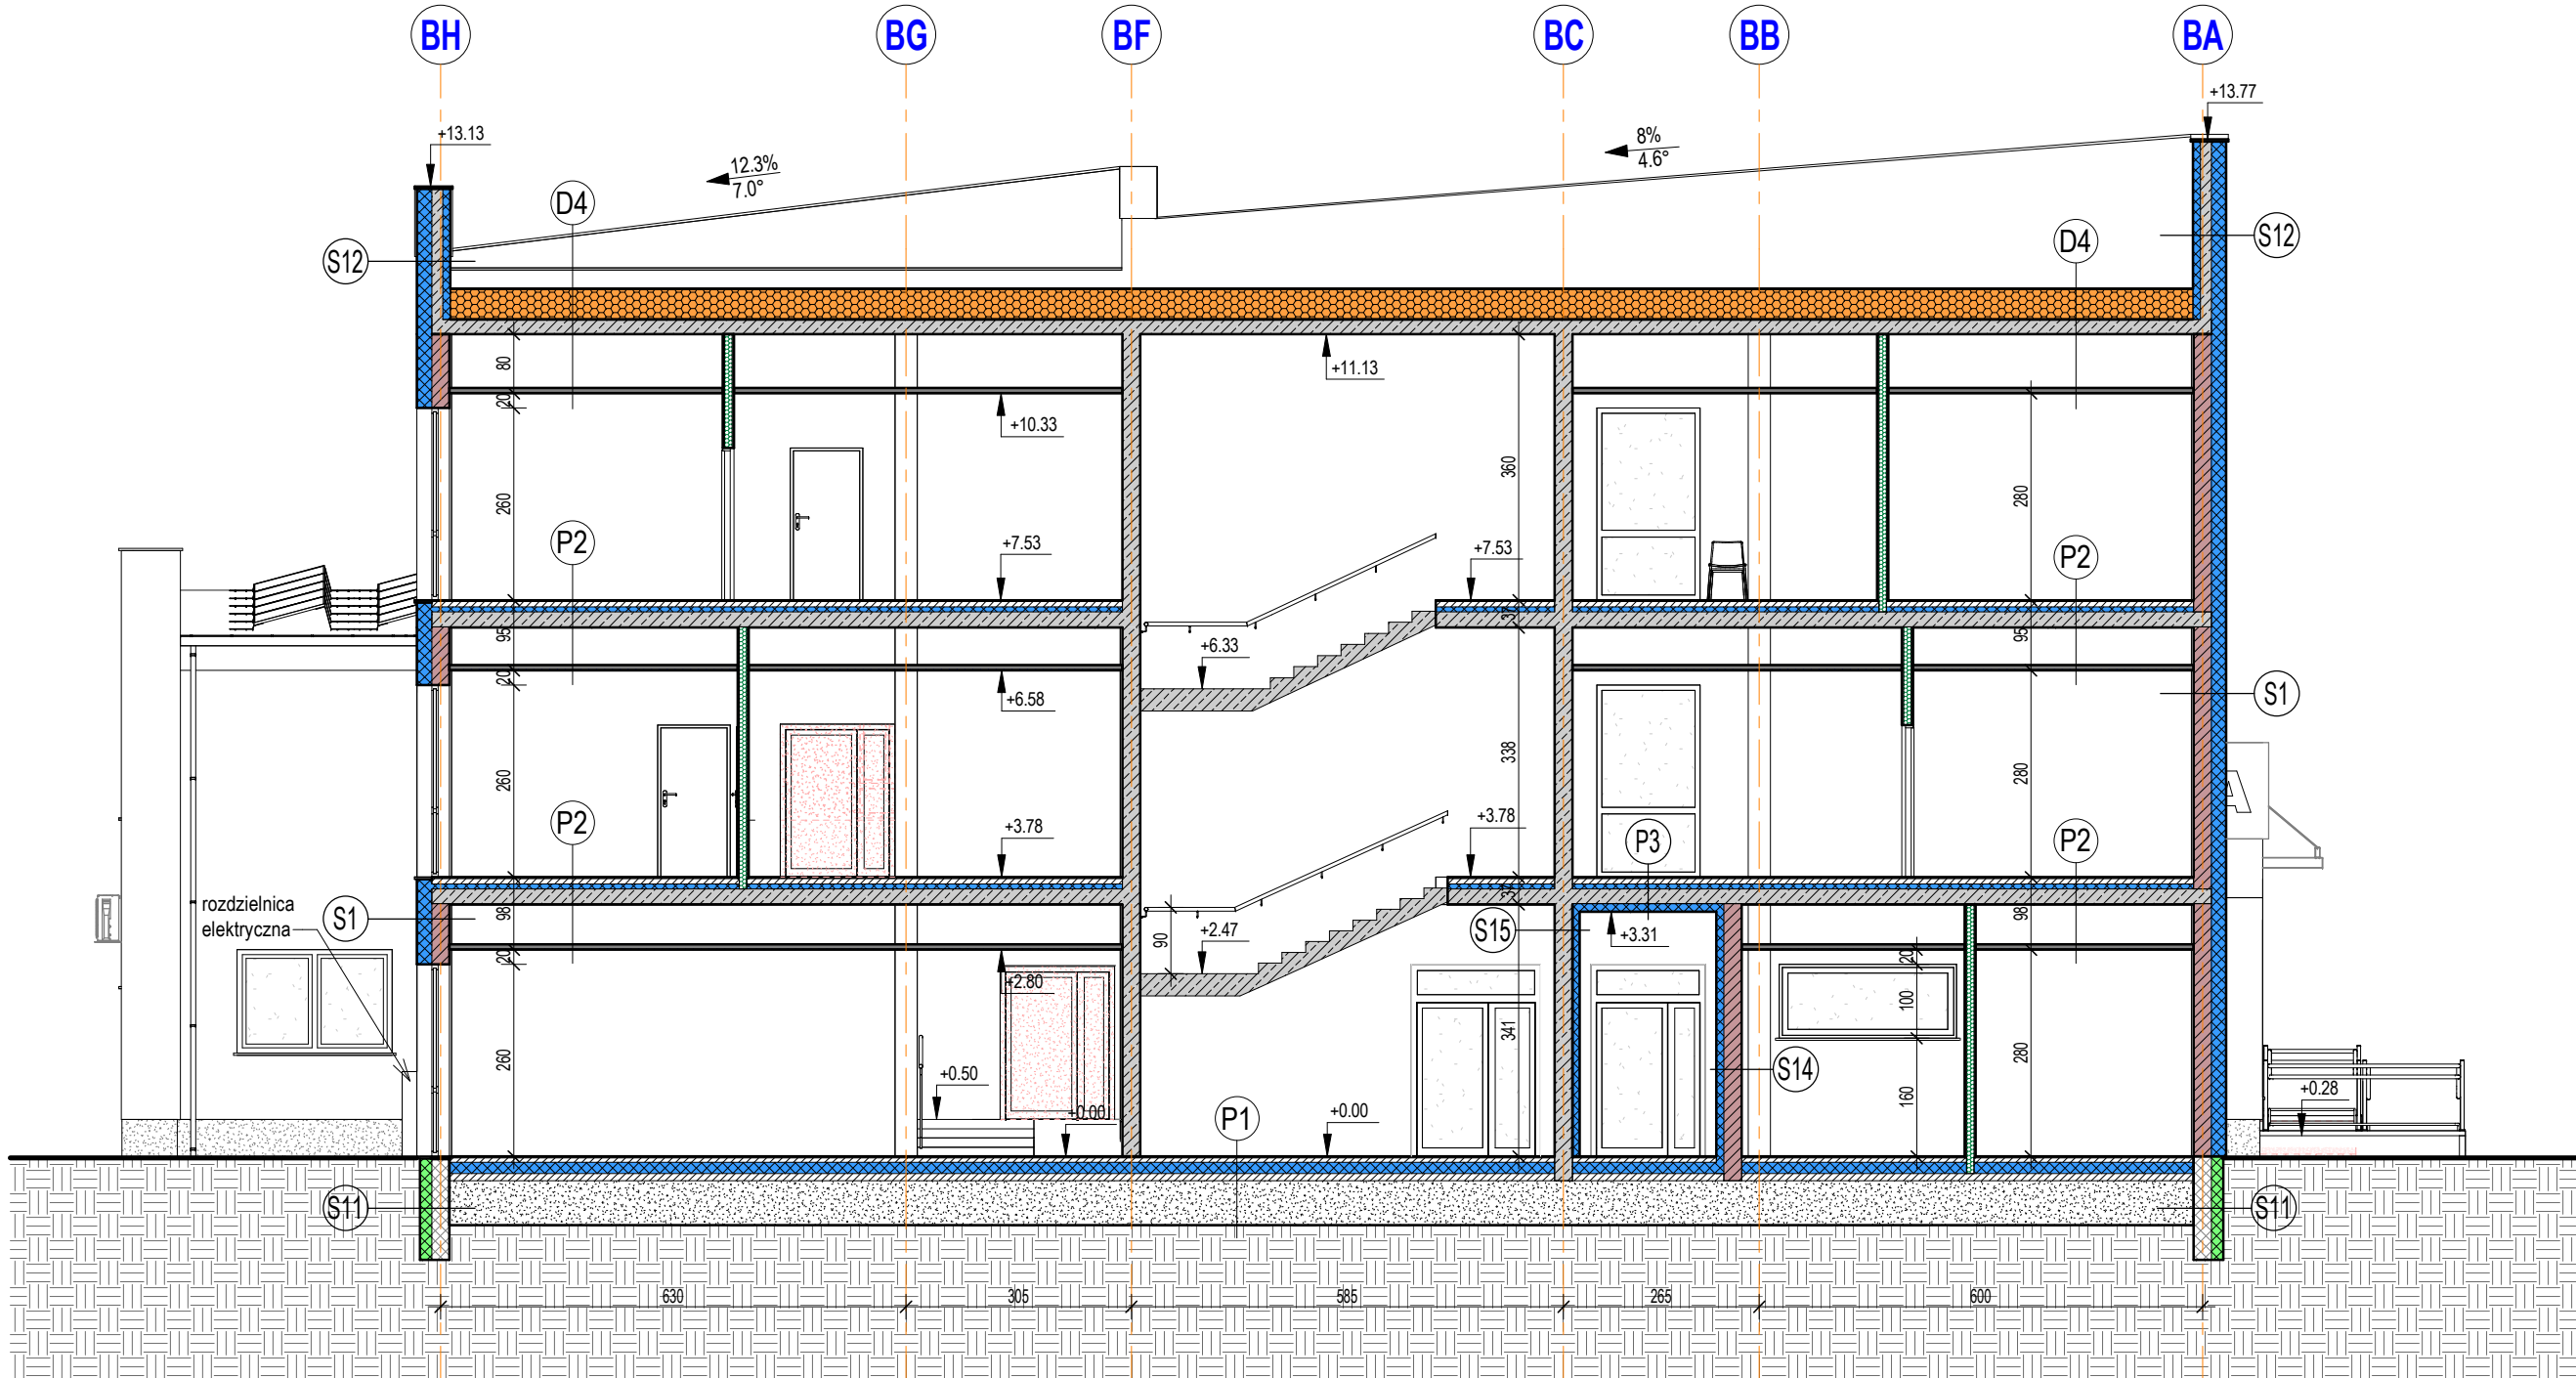 BH
BG
BF
BC
BB
BA
+13.77
+13.13
12.3%
7.0°
8%
4.6°
D4
D4
S12
S12
80
20
+11.13
+10.33
360
260
280
P2
P2
+7.53
+7.53
37
95
95
20
+6.33
+6.58
S1
338
260
280
P2
P3
P2
+3.78
+3.78
37
98
98
rozdzielnica
elektryczna
S1
S15
20
90
+2.47
+3.31
+2.80
20
100
341
260
280
S14
+0.50
160
+0.28
+0.00
P1
+0.00
A
S11
S11
630
305
585
265
600